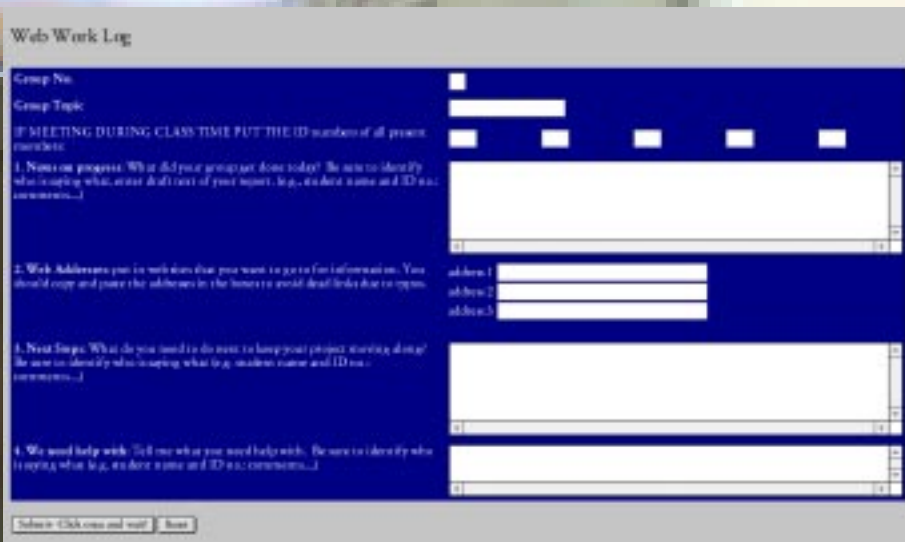 Web Work Log
Group No.
Group Topic
IF MEETING DURING CLASS TIME PUT THE ID numbers of all present
members:
1. Notes on progress: What did your group get done today? Be sure to identify
who is saying what, enter draft text of your report. (e.g., student name and ID no.:
comments...)
2. Web Addresses: put in websites that you want to go to for information. You
should copy and paste the addresses in the boxes to avoid dead links due to typos.
address 1
address 2
address 3
3. Next Steps: What do you need to do next to keep your project moving along?
Be sure to identify who is saying what (e.g. student name and ID no.:
comments...)
4. We need help with: Tell me what you need help with. Be sure to identify who
is saying what (e.g. student name and ID no.: comments...)
Submit- Click once and wait! Reset